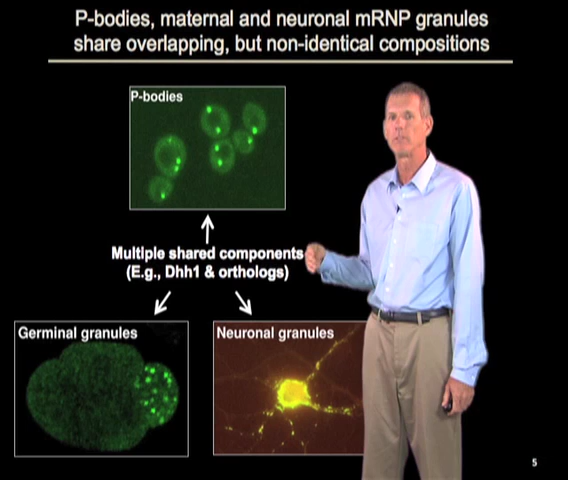 P-bodies, maternal and neuronal mRNP granules
share overlapping, but non-identical compositions
P-bodies
Multiple shared components
(E.g., Dhh1 & orthologs)
Germinal granules
Neuronal granules
5